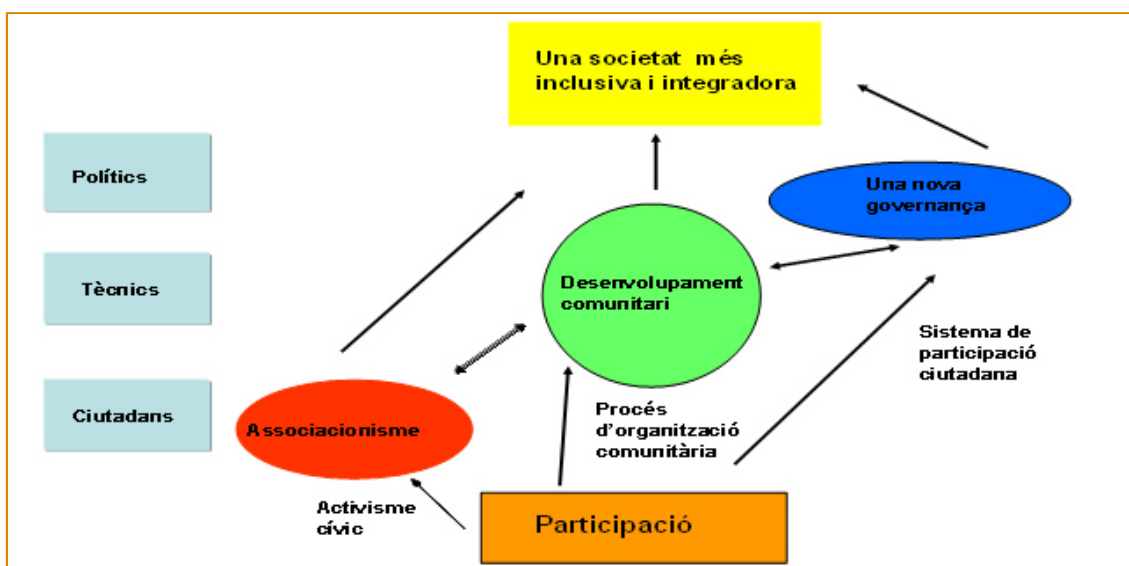 Una societat més
inclusiva i integradora
Polítics
Una nova
governança
Tècnics
Desenvolupament
comunitari
Sistema de
participació
ciutadana
Ciutadans
Associacionisme
Procés
d'organització
comunitària
Activisme
cívic
Participació